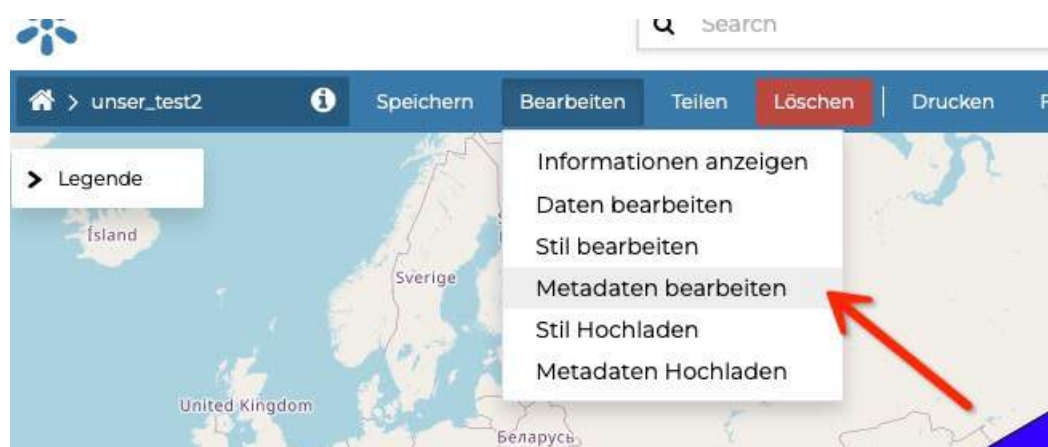 Search
> unser_test2 Speichern Bearbeiten Teilen Löschen Drucken F
> Legende
Informationen anzeigen
Daten bearbeiten
Stil bearbeiten
Metadaten bearbeiten
Stil Hochladen
Metadaten Hochladen
Ísland
Sverige
United Kingdom
Беларусь